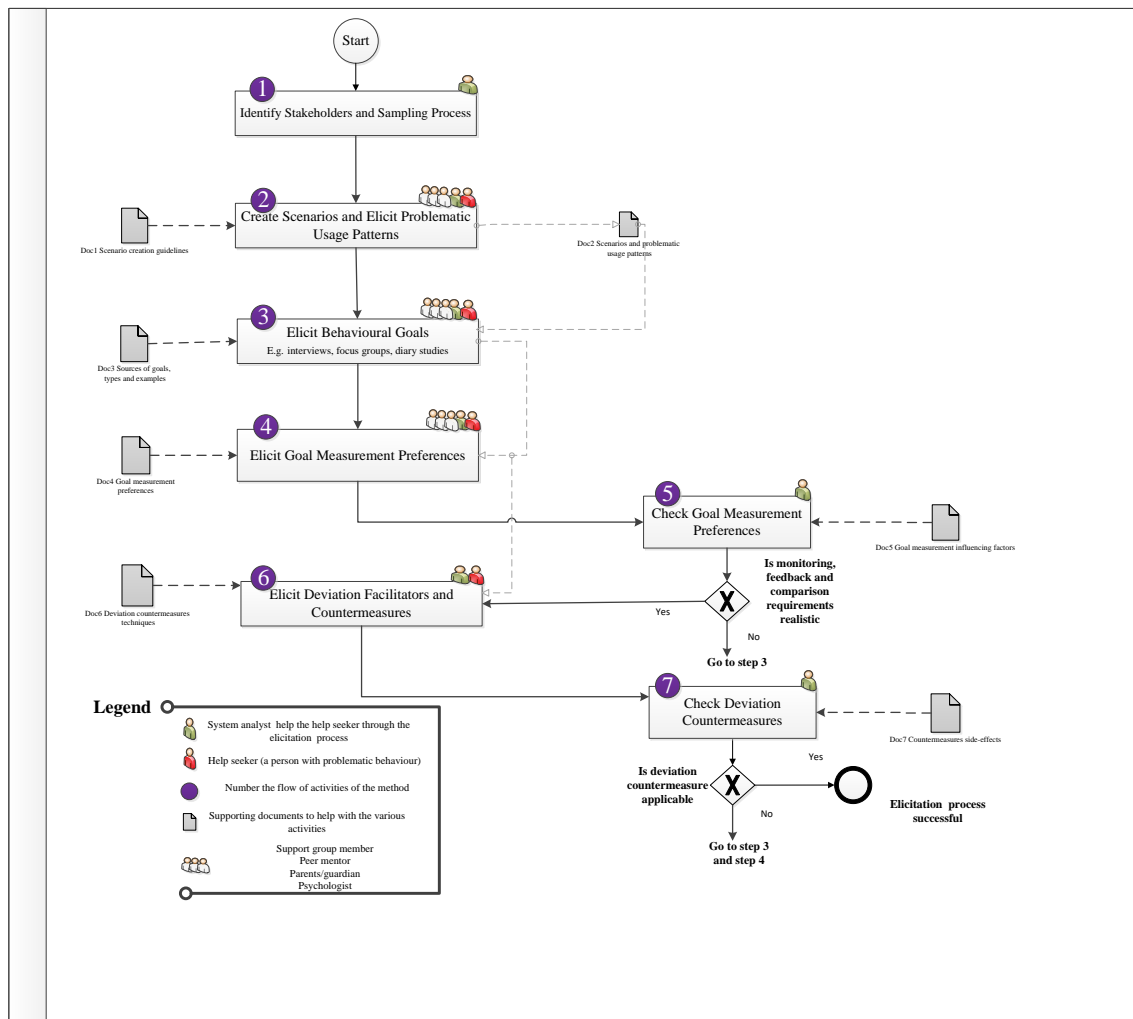 Start
1
Identify Stakeholders and Sampling Process
2
Create Scenarios and Elicit Problematic
Usage Patterns
Doc1 Scenario creation guidelines
Doc2 Scenarios and problematic
usage patterns
3
Elicit Behavioural Goals
E.g. interviews, focus groups, diary studies
Doc3 Sources of goals,
types and examples
4
Elicit Goal Measurement Preferences
Doc4 Goal measurement
preferences
5
Check Goal Measurement
Preferences
Doc5 Goal measurement influencing factors
Is monitoring,
feedback and
comparison
requirements
realistic
X
Yes
No
Go to step 3
6
Elicit Deviation Facilitators and
Countermeasures
Doc6 Deviation countermeasures
techniques
7
Check Deviation
Countermeasures
Doc7 Countermeasures side-effects
Is deviation
countermeasure
applicable
X
Yes
No
Elicitation process
successful
Go to step 3
and step 4
Legend
System analyst help the help seeker through the
elicitation process
Help seeker (a person with problematic behaviour)
Number the flow of activities of the method
Supporting documents to help with the various
activities
Support group member
Peer mentor
Parents/guardian
Psychologist